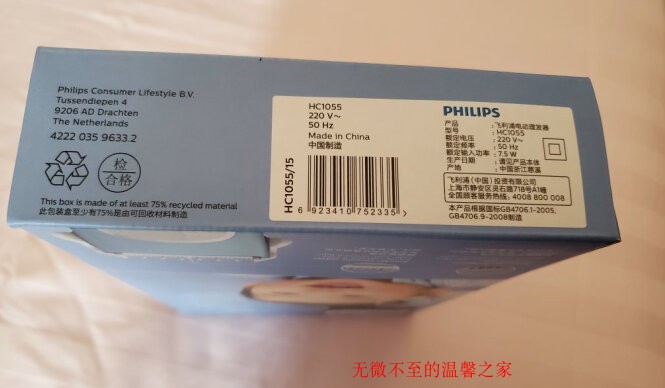 Philips Consumer Lifestyle B.V.
Tussendiepen 4
9206 AD Drachten
The Netherlands
4222 035 9633.2
检
合格
This box is made of at least 75% recycled material
此包装盒至少有75%是由可回收材料制造
HC1055/15
HC1055
220 V~
50 Hz
Made in China
中国制造
6 923410 752335
PHILIPS
产品 : 飞利浦电动理发器
型号 : HC1055
额定电压 : 220 V~
额定频率 : 50 Hz
额定输入功率 : 7.5 W
生产日期 : 请见产品本体
产地 : 中国浙江慈溪
飞利浦（中国）投资有限公司
上海市静安区灵石路718号A1幢
全国顾客服务热线: 4008 800 008
本产品根据国标GB4706.1-2005,
GB4706.9-2008制造
无微不至的温馨之家